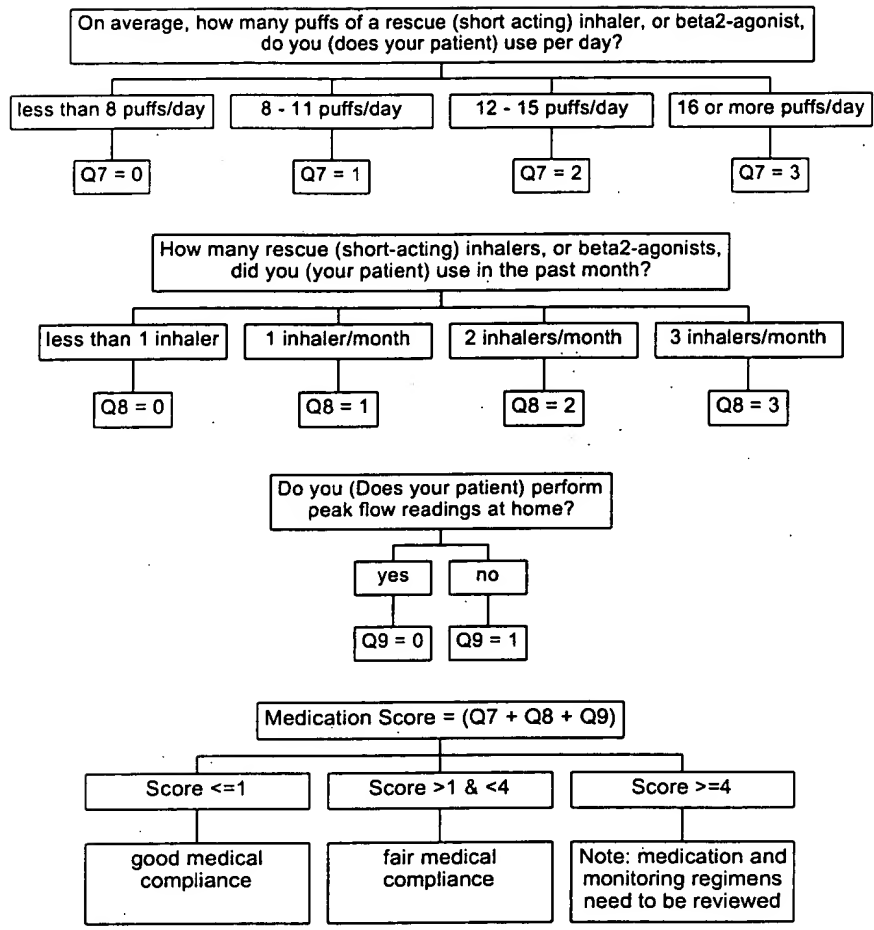 On average, how many puffs of a rescue (short acting) inhaler, or beta2-agonist,
do you (does your patient) use per day?
less than 8 puffs/day
8 - 11 puffs/day
12 - 15 puffs/day
16 or more puffs/day
Q7 = 0
Q7 = 1
Q7 = 2
Q7 = 3
How many rescue (short-acting) inhalers, or beta2-agonists,
did you (your patient) use in the past month?
less than 1 inhaler
1 inhaler/month
2 inhalers/month
3 inhalers/month
Q8 = 0
Q8 = 1
Q8 = 2
Q8 = 3
Do you (Does your patient) perform
peak flow readings at home?
yes
no
Q9 = 0
Q9 = 1
Medication Score = (Q7 + Q8 + Q9)
Score <=1
Score >1 & <4
Score >=4
good medical
compliance
fair medical
compliance
Note: medication and
monitoring regimens
need to be reviewed